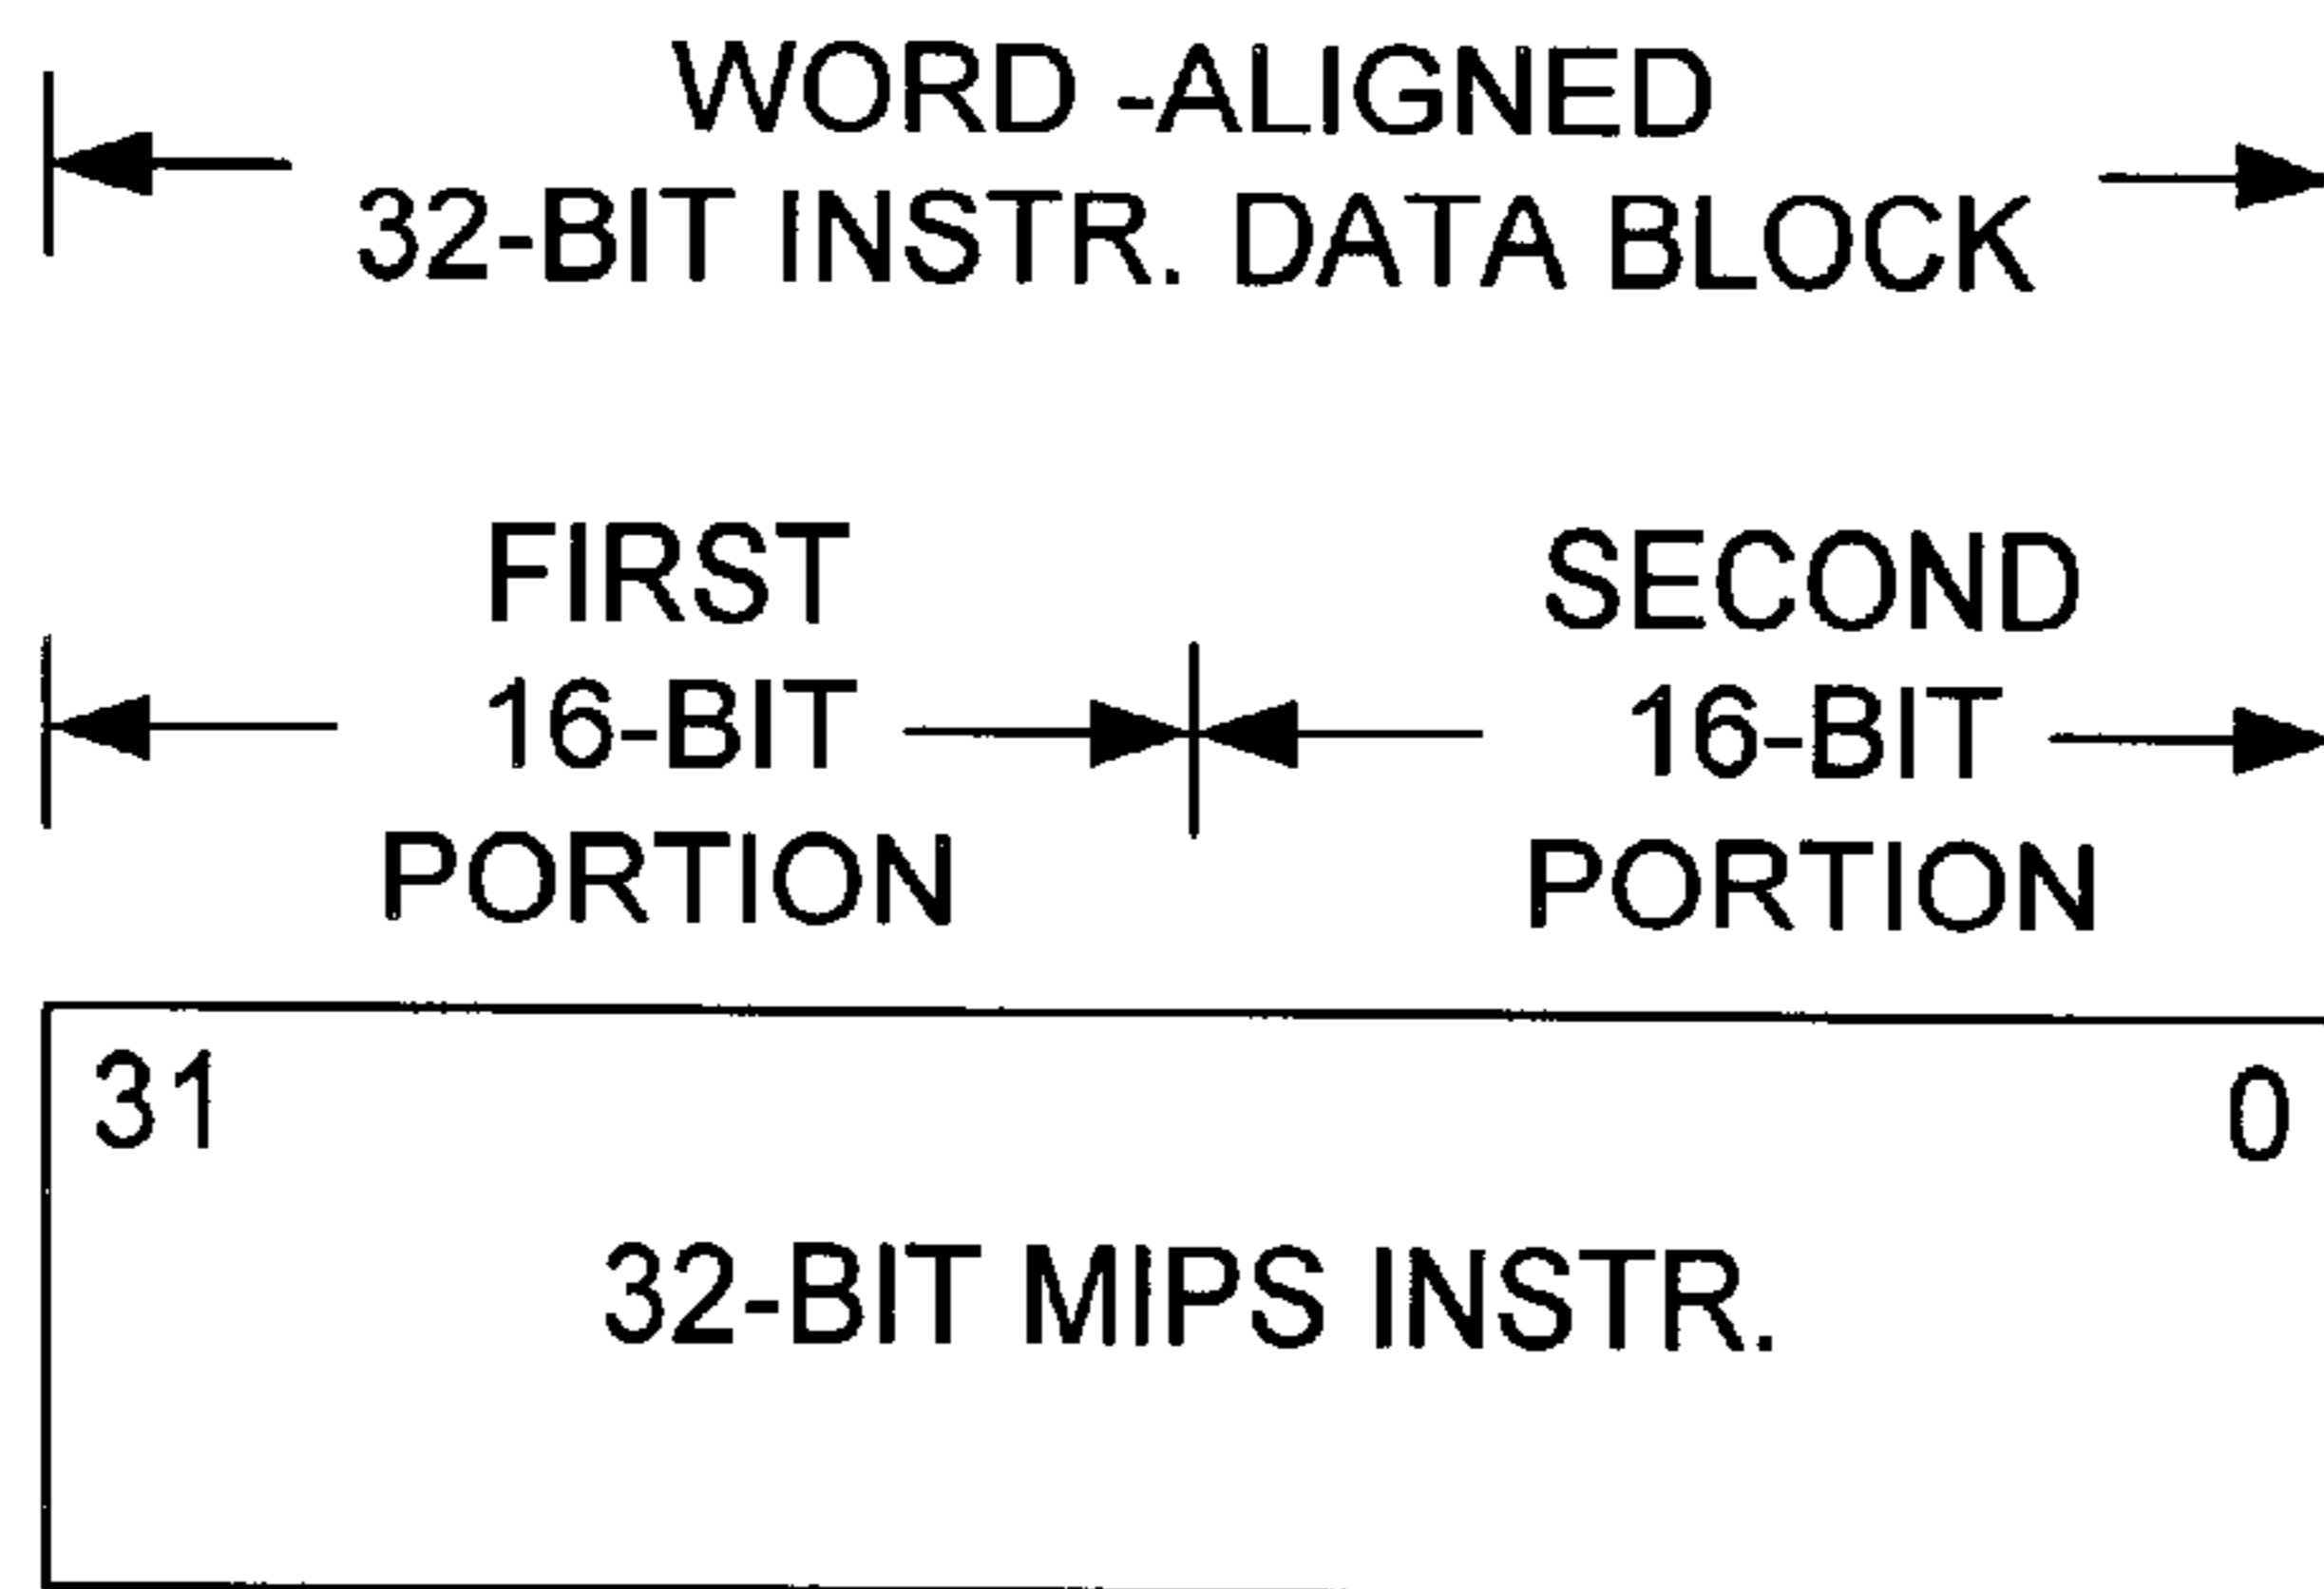 WORD -ALIGNED
32-BIT INSTR. DATA BLOCK
FIRST
16-BIT
PORTION
SECOND
16-BIT
PORTION
31 0
32-BIT MIPS INSTR.